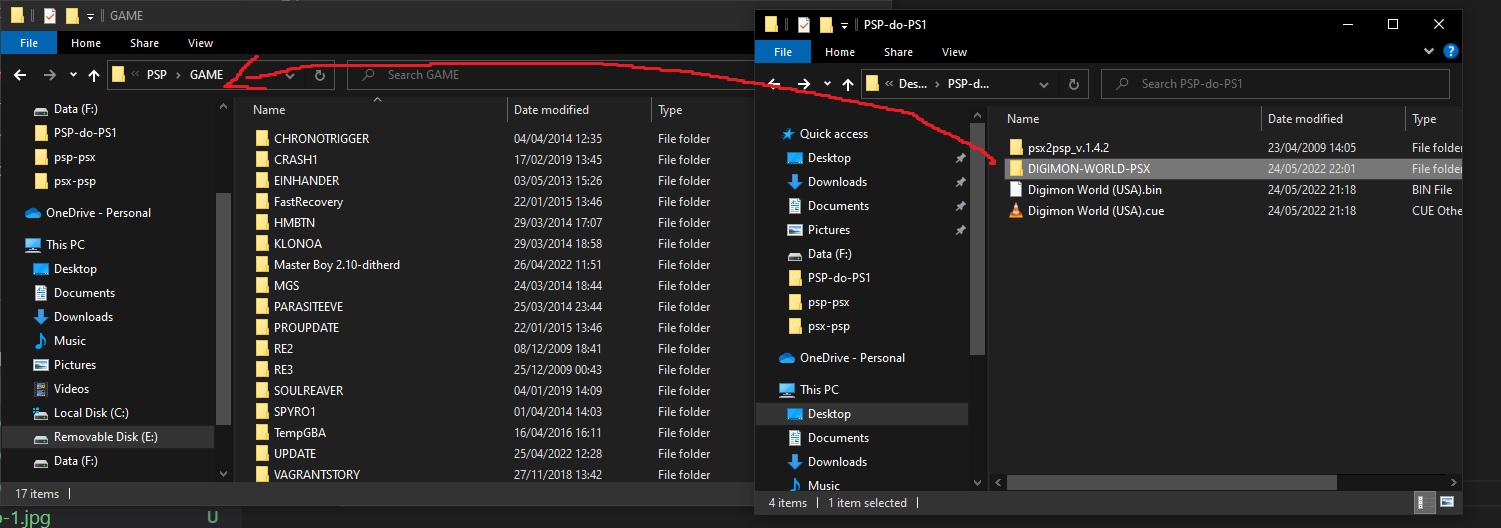 GAME
File Home Share View
PSP > GAME
Search GAME
Data (F:)
PSP-do-PS1
psp-psx
psx-psp
OneDrive - Personal
This PC
Desktop
Documents
Downloads
Music
Pictures
Videos
Local Disk (C:)
Removable Disk (E:)
Data (F:)
Name Date modified Type
CHRONOTRIGGER 04/04/2014 12:35 File folder
CRASH1 17/02/2019 13:45 File folder
EINHANDER 03/05/2013 15:26 File folder
FastRecovery 22/01/2015 13:46 File folder
HMBTN 29/03/2014 17:07 File folder
KLONOA 29/03/2014 18:58 File folder
Master Boy 2.10-ditherd 26/04/2022 11:51 File folder
MGS 24/03/2014 18:44 File folder
PARASITEEVE 25/03/2014 23:44 File folder
PROUPDATE 22/01/2015 13:46 File folder
RE2 08/12/2009 18:41 File folder
RE3 25/12/2009 00:43 File folder
SOULREAVER 04/01/2019 14:09 File folder
SPYRO1 01/04/2014 14:03 File folder
TempGBA 16/04/2016 16:11 File folder
UPDATE 25/04/2022 12:28 File folder
VAGRANTSTORY 27/11/2018 13:42 File folder
17 items
-1.jpg U
PSP-do-PS1
File Home Share View
« Des... > PSP-d...
Search PSP-do-PS1
Quick access
Desktop
Downloads
Documents
Pictures
Data (F:)
PSP-do-PS1
psp-psx
psx-psp
OneDrive - Personal
This PC
Desktop
Documents
Downloads
Music
Name Date modified Type
psx2psp_v.1.4.2 23/04/2009 14:05 File folder
DIGIMON-WORLD-PSX 24/05/2022 22:01 File folder
Digimon World (USA).bin 24/05/2022 21:18 BIN File
Digimon World (USA).cue 24/05/2022 21:18 CUE Othe
4 items 1 item selected